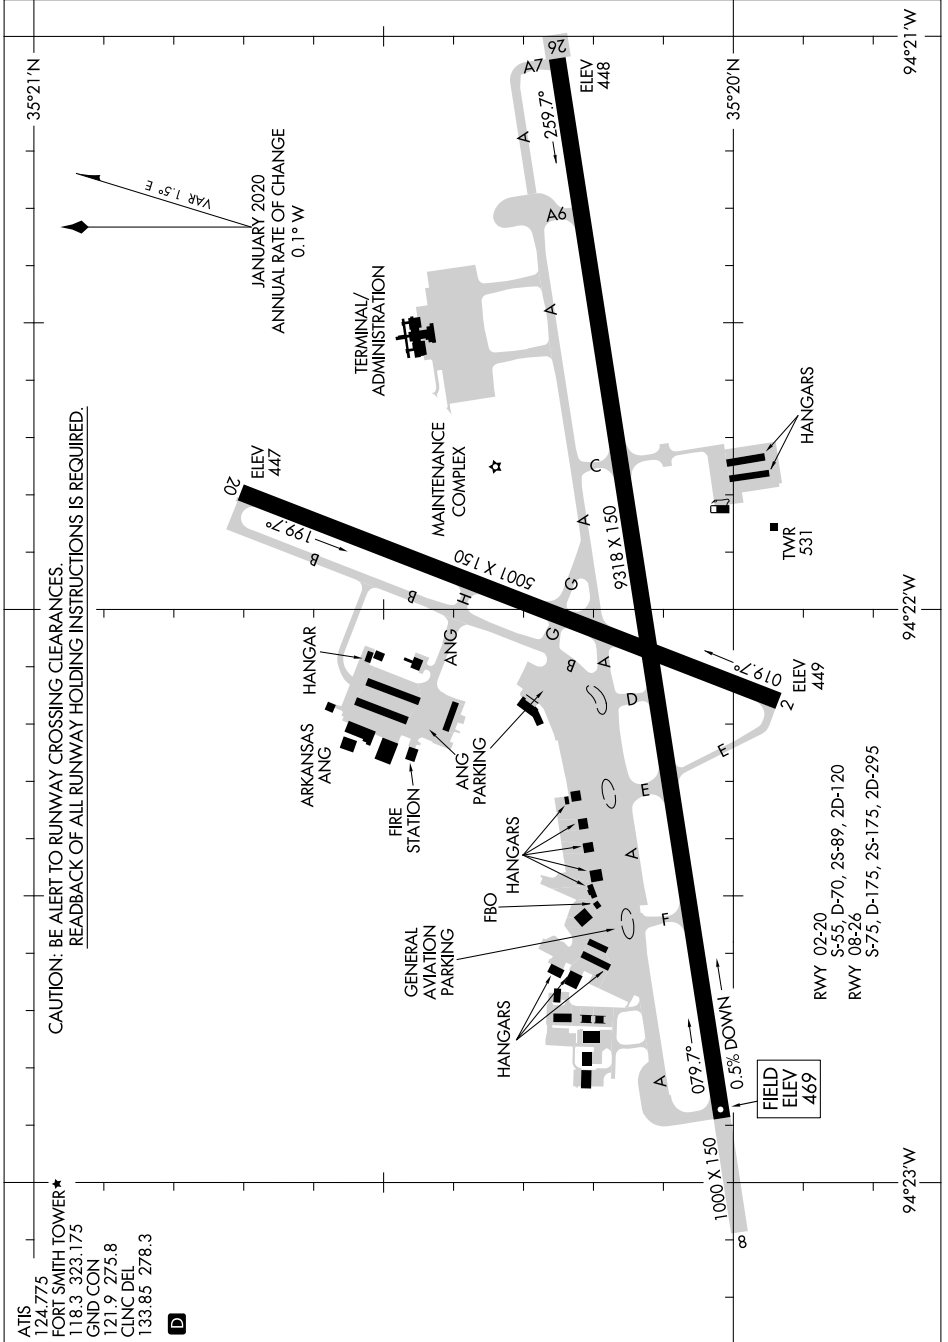 ATIS
124.775
FORT SMITH TOWER★
118.3 323.175
GND CON
121.9 275.8
CLNC DEL
133.85 278.3
D
CAUTION: BE ALERT TO RUNWAY CROSSING CLEARANCES.
READBACK OF ALL RUNWAY HOLDING INSTRUCTIONS IS REQUIRED.
35°21'N
VAR 1.5° E
JANUARY 2020
ANNUAL RATE OF CHANGE
0.1° W
TERMINAL/
ADMINISTRATION
MAINTENANCE
COMPLEX
20
ELEV
447
199.7°
B
B
H
5001 X 150
HANGAR
ARKANSAS
ANG
ANG
FIRE
STATION
ANG
PARKING
G
G
B
A
A
C
A
A6
A
A7
26
ELEV
448
259.7°
9318 X 150
HANGARS
TWR
531
35°20'N
HANGARS
FBO
GENERAL
AVIATION
PARKING
HANGARS
D
E
E
A
F
A
019.7°
2
ELEV
449
079.7°
0.5% DOWN
FIELD
ELEV
469
1000 X 150
8
RWY 02-20
S-55, D-70, 2S-89, 2D-120
RWY 08-26
S-75, D-175, 2S-175, 2D-295
94°23'W
94°22'W
94°21'W